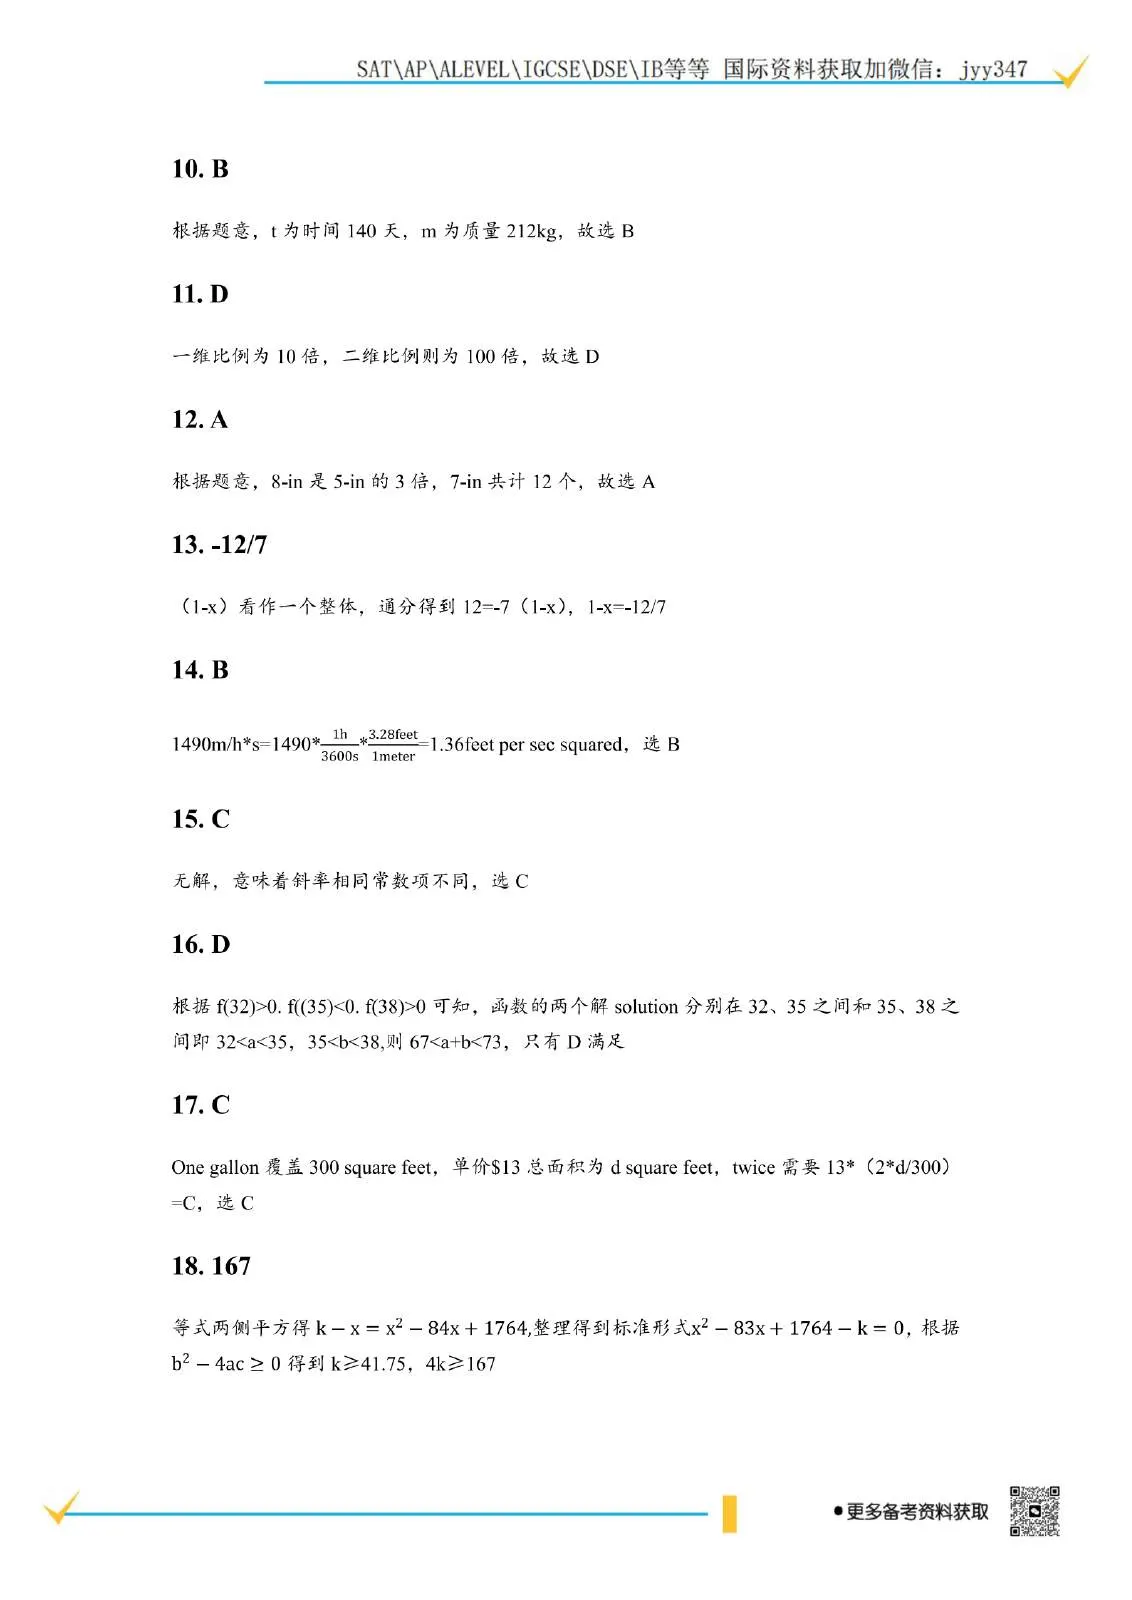 SAT\AP\ALEVEL\IGCSE\DSE\IB等等 国际资料获取加微信：jyy347
10. B
根据题意，t 为时间 140 天，m 为质量 212kg，故选 B
11. D
一维比例为 10 倍，二维比例则为 100 倍，故选 D
12. A
根据题意，8-in 是 5-in 的 3 倍，7-in 共计 12 个，故选 A
13. -12/7
（1-x）看作一个整体，通分得到 12=-7（1-x），1-x=-12/7
14. B
1490m/h*s=1490*\frac{1h}{3600s}*\frac{3.28feet}{1meter}=1.36feet per sec squared，选 B
15. C
无解，意味着斜率相同常数项不同，选 C
16. D
根据 f(32)>0. f((35)<0. f(38)>0 可知，函数的两个解 solution 分别在 32、35 之间和 35、38 之
间即 32<a<35，35<b<38,则 67<a+b<73，只有 D 满足
17. C
One gallon 覆盖 300 square feet，单价$13 总面积为 d square feet，twice 需要 13*（2*d/300）
=C，选 C
18. 167
等式两侧平方得 k − x = x² − 84x + 1764,整理得到标准形式x² − 83x + 1764 − k = 0，根据
b² − 4ac ≥ 0 得到 k≥41.75，4k≥167
●更多备考资料获取